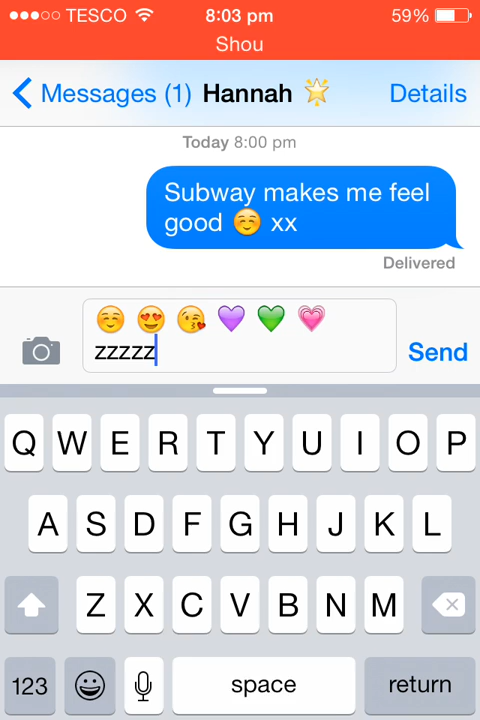 TESCO 8:03 pm 59%
Shou
Messages (1) Hannah 🌟 Details
Today 8:00 pm
Subway makes me feel
good ☺️ xx
Delivered
☺️ 😍 😘 💜 💚 💗
zzzzz
Send
Q W E R T Y U I O P
A S D F G H J K L
Z X C V B N M
123 space return